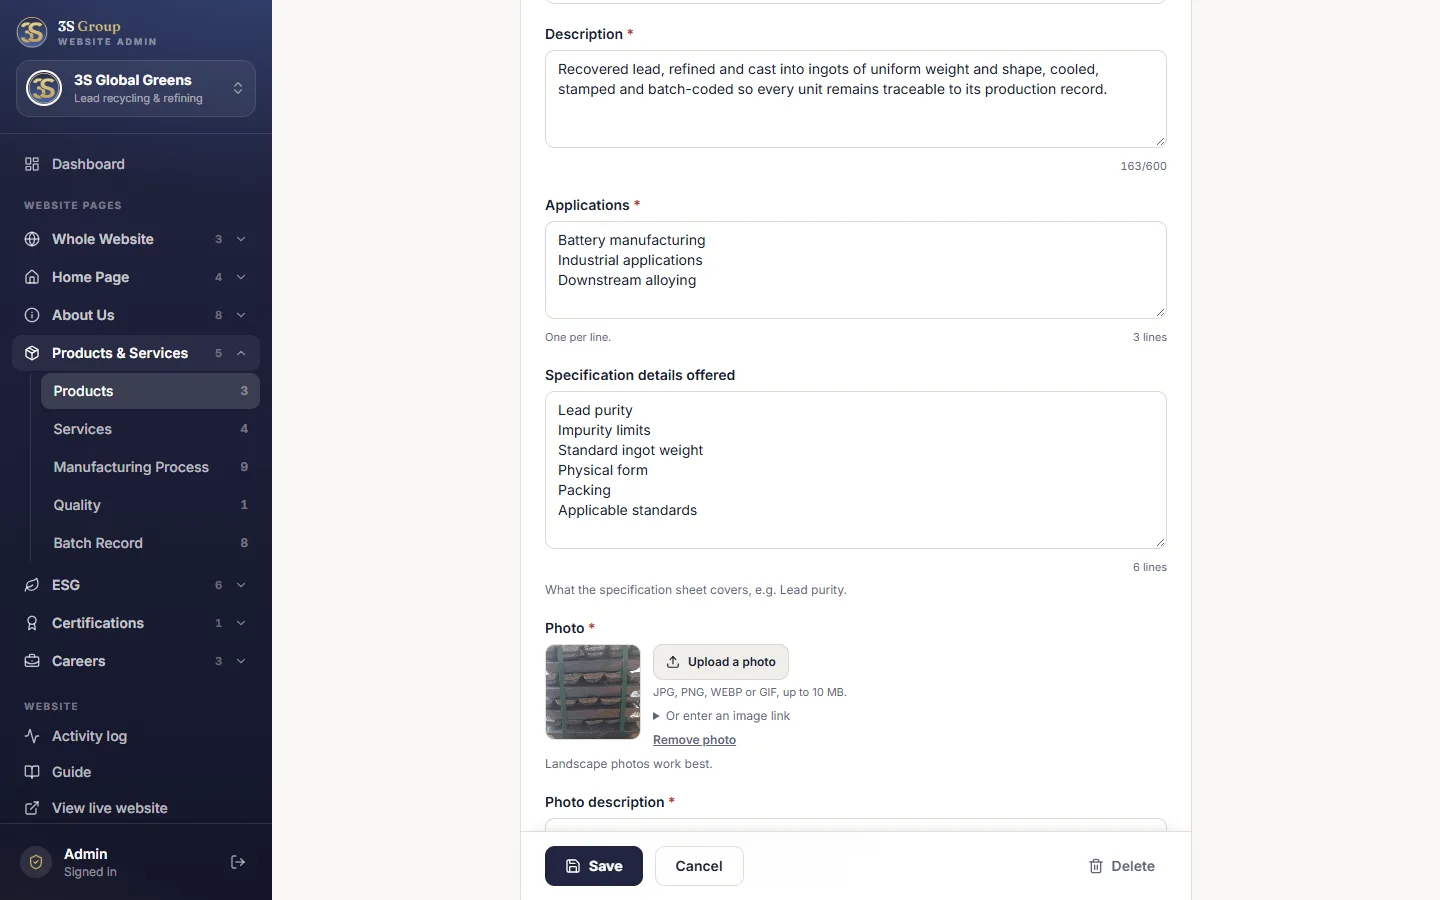 3S Group
WEBSITE ADMIN
3S Global Greens
Lead recycling & refining
Dashboard
WEBSITE PAGES
Whole Website 3
Home Page 4
About Us 8
Products & Services 5
Products 3
Services 4
Manufacturing Process 9
Quality 1
Batch Record 8
ESG 6
Certifications 1
Careers 3
WEBSITE
Activity log
Guide
View live website
Admin
Signed in
Description *
Recovered lead, refined and cast into ingots of uniform weight and shape, cooled,
stamped and batch-coded so every unit remains traceable to its production record.
163/600
Applications *
Battery manufacturing
Industrial applications
Downstream alloying
One per line. 3 lines
Specification details offered
Lead purity
Impurity limits
Standard ingot weight
Physical form
Packing
Applicable standards
6 lines
What the specification sheet covers, e.g. Lead purity.
Photo *
Upload a photo
JPG, PNG, WEBP or GIF, up to 10 MB.
Or enter an image link
Remove photo
Landscape photos work best.
Photo description *
Save Cancel Delete